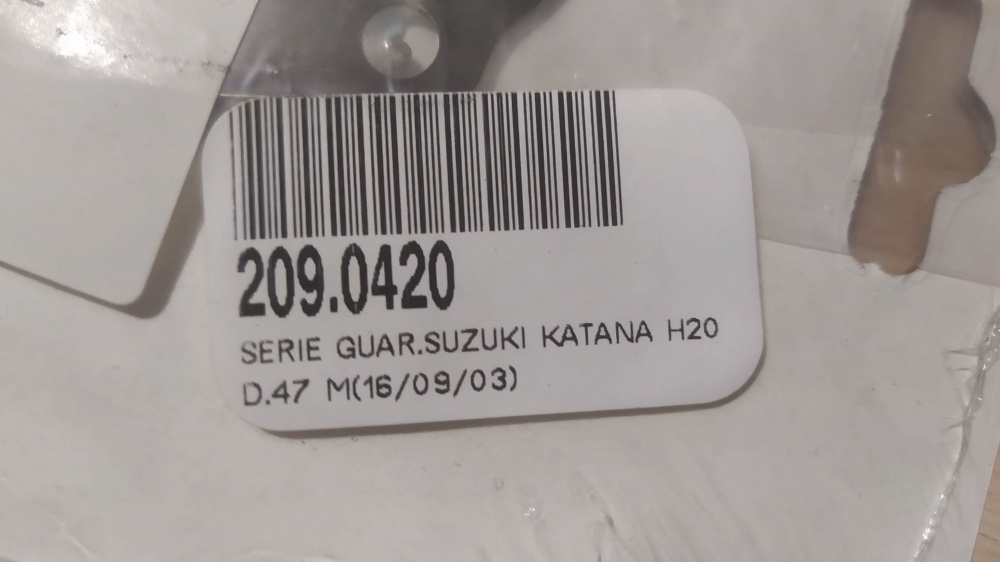 209.0420
SERIE GUAR.SUZUKI KATANA H20
D.47 M(16/09/03)